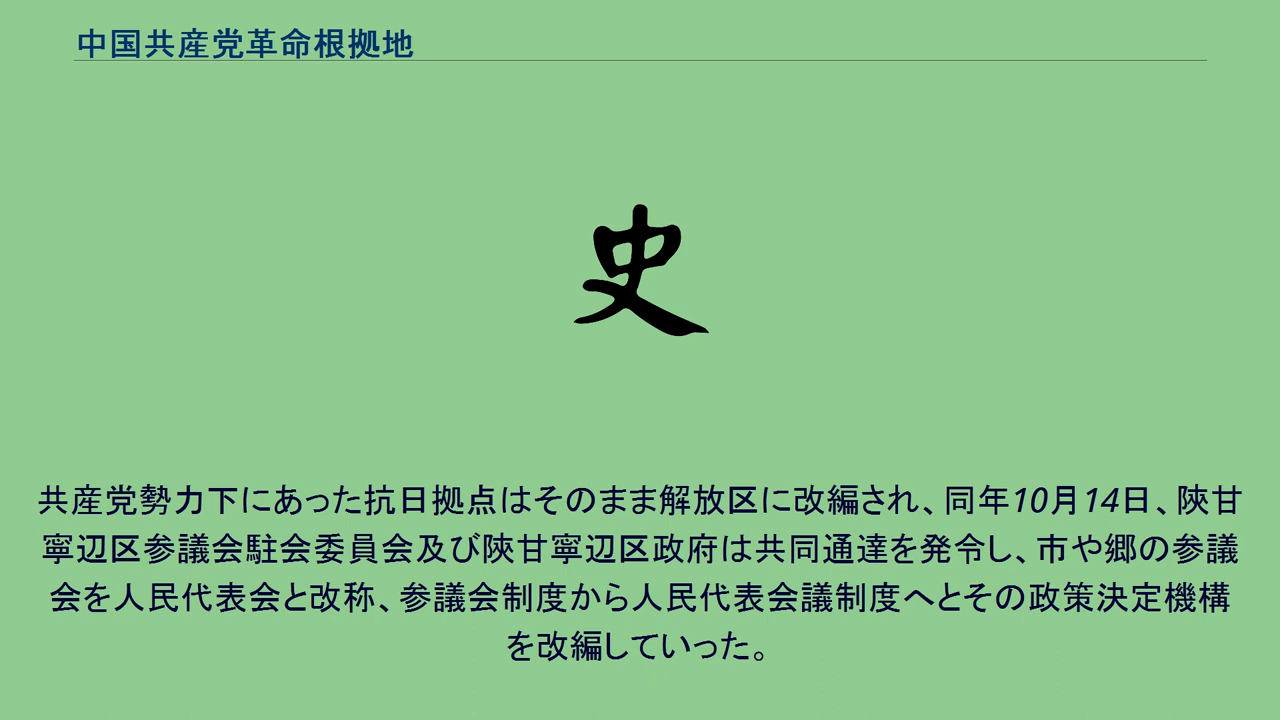 中国共産党革命根拠地
史
共産党勢力下にあった抗日拠点はそのまま解放区に改編され、同年10月14日、陝甘
寧辺区参議会駐会委員会及び陝甘寧辺区政府は共同通達を発令し、市や郷の参議
会を人民代表会と改称、参議会制度から人民代表会議制度へとその政策決定機構
を改編していった。